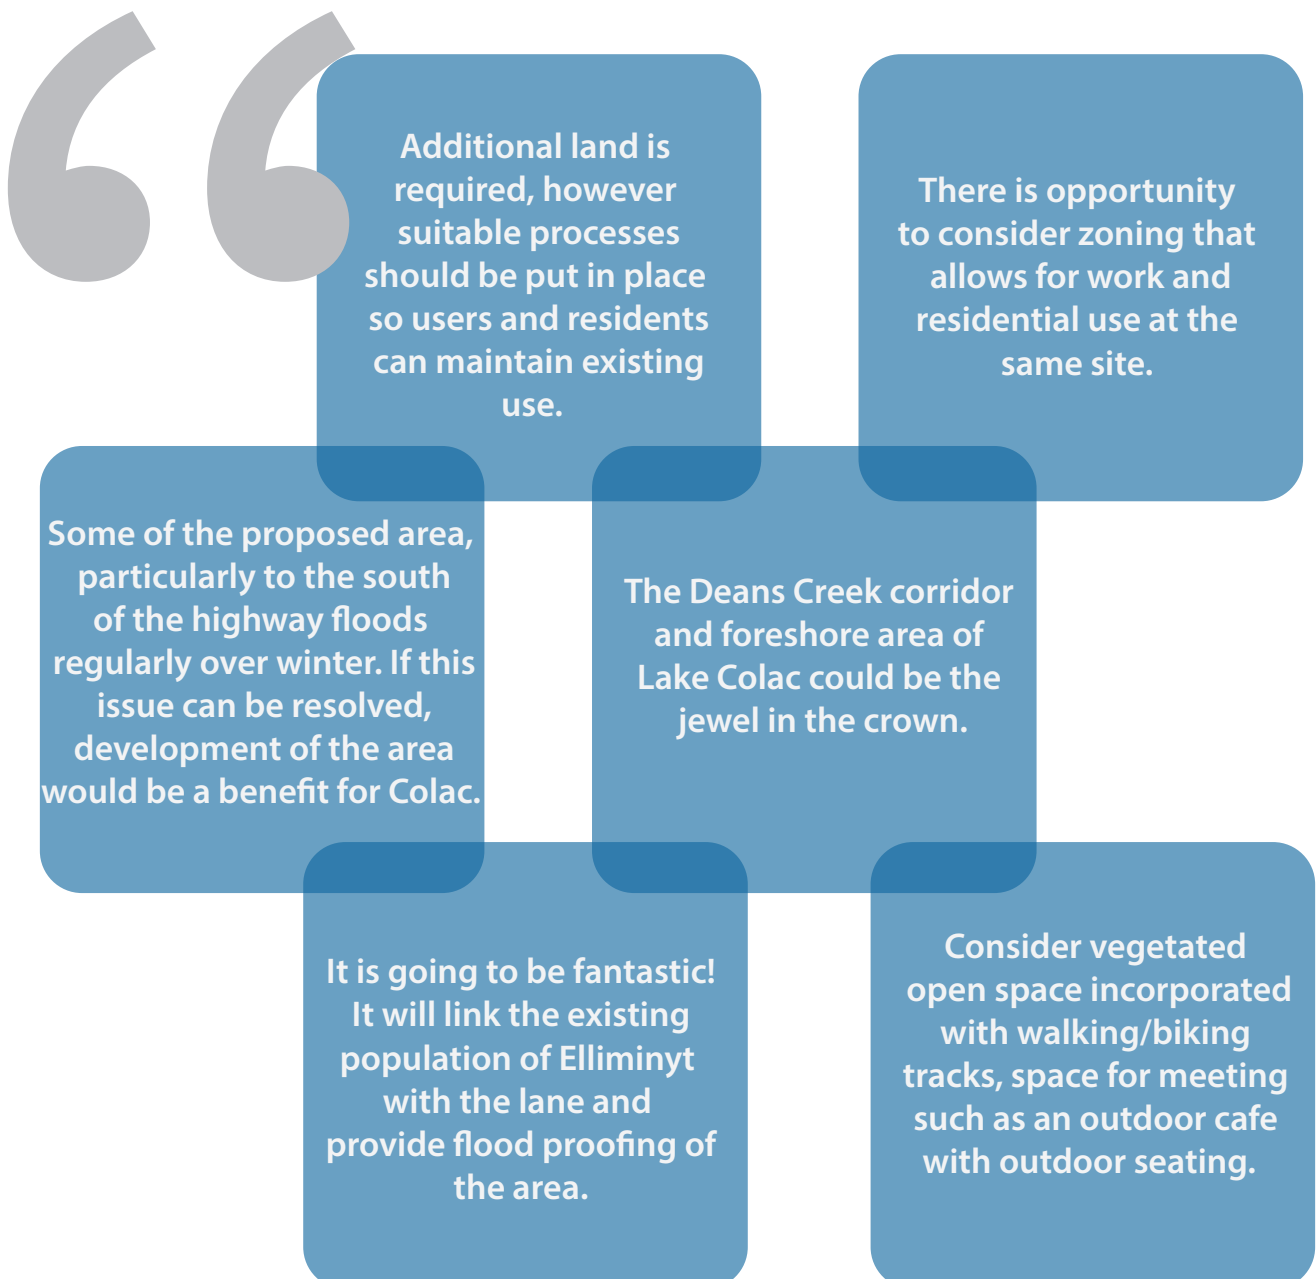 Additional land is
required, however
suitable processes
should be put in place
so users and residents
can maintain existing
use.
There is opportunity
to consider zoning that
allows for work and
residential use at the
same site.
Some of the proposed area,
particularly to the south
of the highway floods
regularly over winter. If this
issue can be resolved,
development of the area
would be a benefit for Colac.
The Deans Creek corridor
and foreshore area of
Lake Colac could be the
jewel in the crown.
It is going to be fantastic!
It will link the existing
population of Elliminyt
with the lane and
provide flood proofing of
the area.
Consider vegetated
open space incorporated
with walking/biking
tracks, space for meeting
such as an outdoor cafe
with outdoor seating.